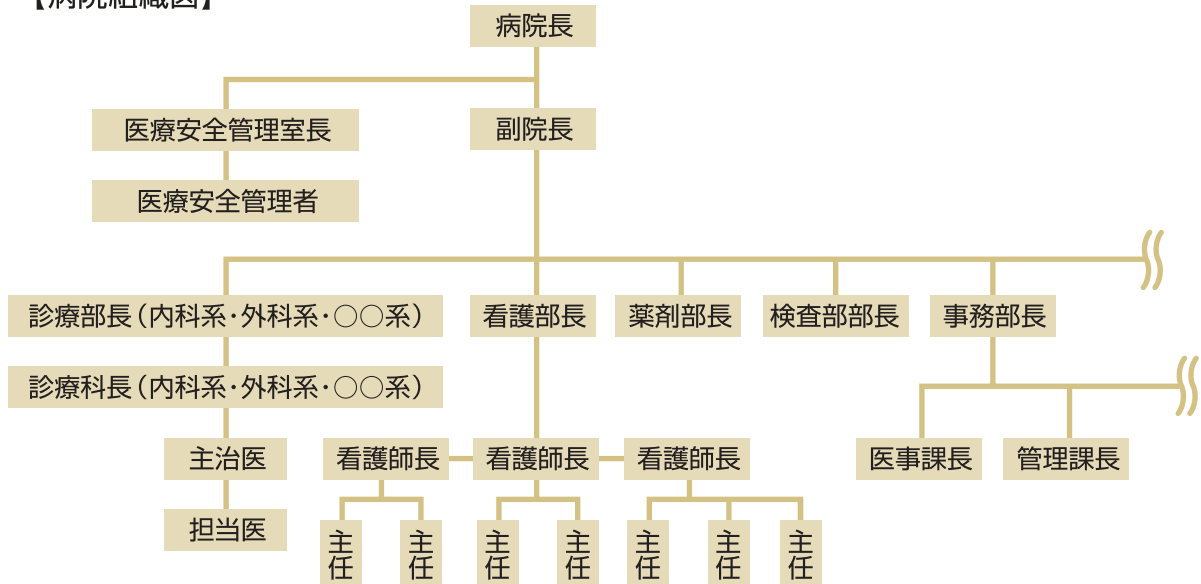 【病院組織図】
病院長
医療安全管理室長
副院長
医療安全管理者
診療部長(内科系・外科系・○○系)
看護部長
薬剤部長
検査部部長
事務部長
診療科長(内科系・外科系・○○系)
主治医
看護師長
看護師長
看護師長
医事課長
管理課長
担当医
主任
主任
主任
主任
主任
主任
主任